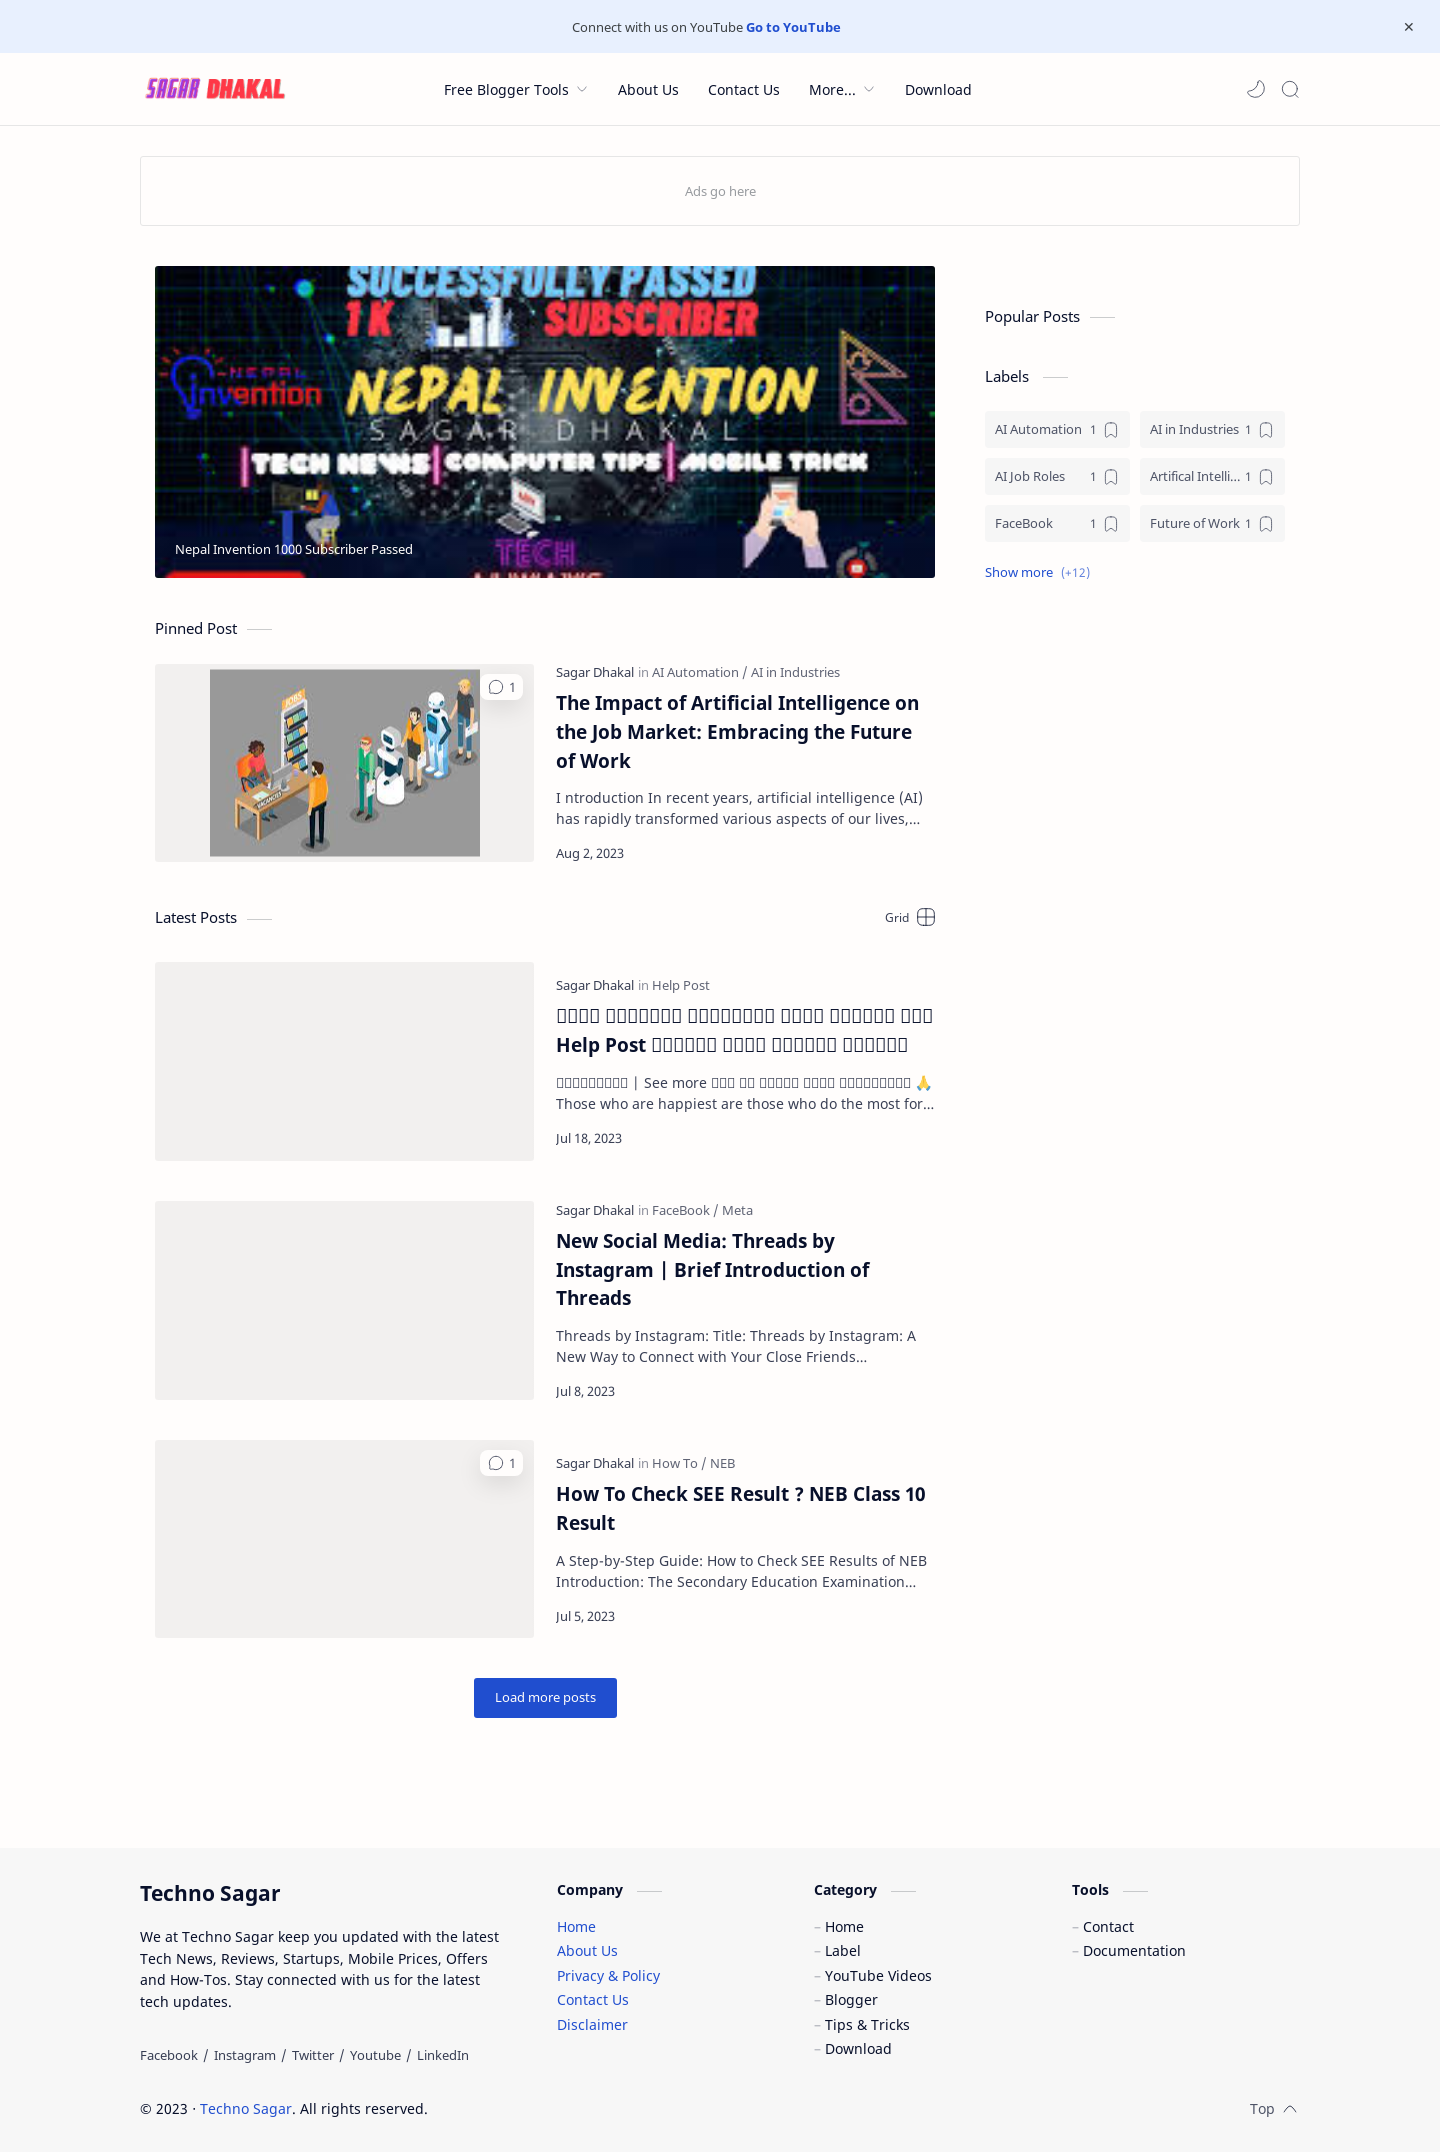 Connect with us on YouTube Go to YouTube
SAGAR DHAKAL
Free Blogger Tools
About Us
Contact Us
More...
Download
Ads go here
SUCCESSFULLY PASSED
1K SUBSCRIBER
NEPAL invention
NEPAL INVENTION
SAGAR DHAKAL
TECH NEWS COMPUTER TIPS MOBILE TRICK
TECH
Nepal Invention 1000 Subscriber Passed
Popular Posts
Labels
AI Automation 1
AI in Industries 1
AI Job Roles 1
Artifical Intelli... 1
FaceBook 1
Future of Work 1
Show more (+12)
Pinned Post
JOBS
1
Sagar Dhakal in AI Automation / AI in Industries
The Impact of Artificial Intelligence on
the Job Market: Embracing the Future
of Work
I ntroduction In recent years, artificial intelligence (AI)
has rapidly transformed various aspects of our lives,...
Aug 2, 2023
Latest Posts
Grid
Sagar Dhakal in Help Post
Help Post
| See more 🙏
Those who are happiest are those who do the most for...
Jul 18, 2023
Sagar Dhakal in FaceBook / Meta
New Social Media: Threads by
Instagram | Brief Introduction of
Threads
Threads by Instagram: Title: Threads by Instagram: A
New Way to Connect with Your Close Friends...
Jul 8, 2023
1
Sagar Dhakal in How To / NEB
How To Check SEE Result ? NEB Class 10
Result
A Step-by-Step Guide: How to Check SEE Results of NEB
Introduction: The Secondary Education Examination...
Jul 5, 2023
Load more posts
Techno Sagar
We at Techno Sagar keep you updated with the latest
Tech News, Reviews, Startups, Mobile Prices, Offers
and How-Tos. Stay connected with us for the latest
tech updates.
Facebook / Instagram / Twitter / Youtube / LinkedIn
Company
Home
About Us
Privacy & Policy
Contact Us
Disclaimer
Category
– Home
– Label
– YouTube Videos
– Blogger
– Tips & Tricks
– Download
Tools
– Contact
– Documentation
© 2023 · Techno Sagar. All rights reserved.
Top